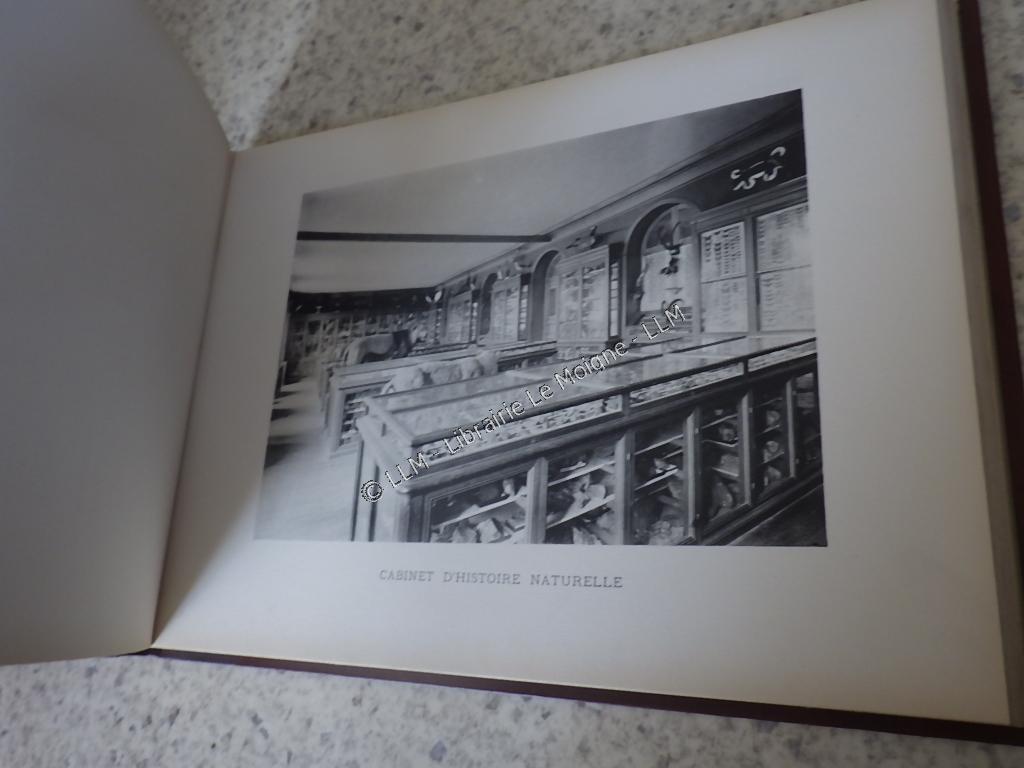 © LLM - Librairie Le Moigne - LLM
CABINET D'HISTOIRE NATURELLE